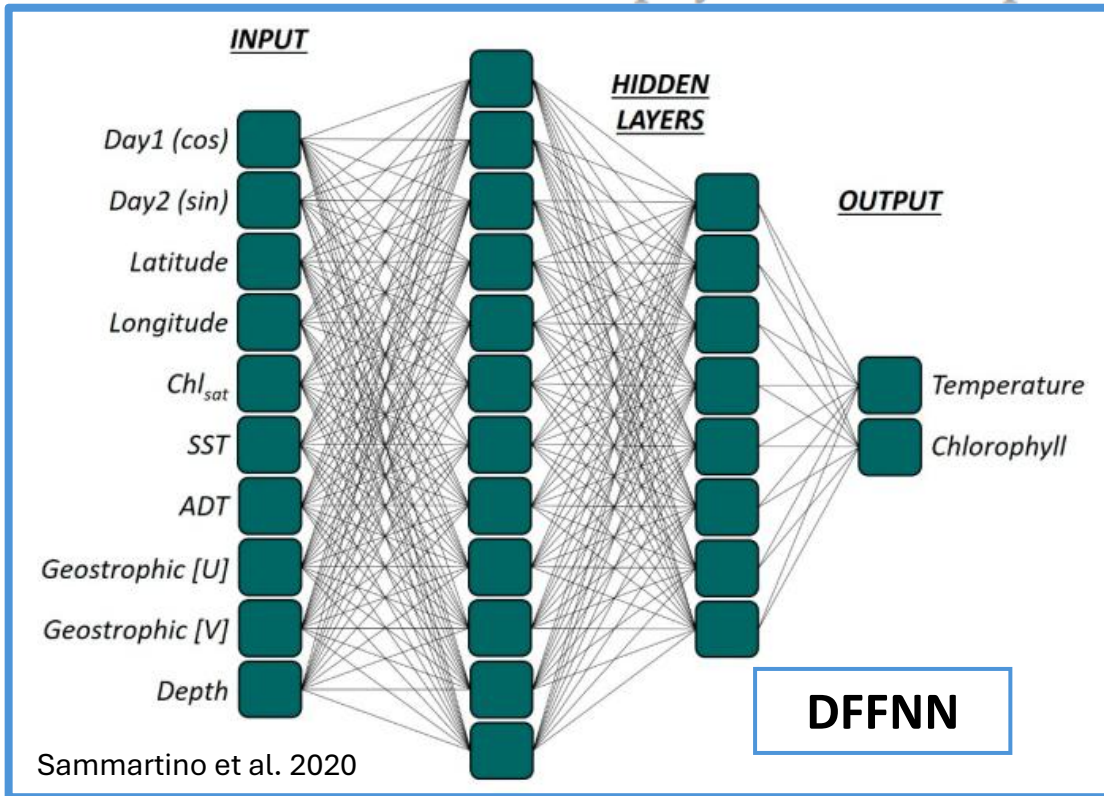 INPUT
HIDDEN
LAYERS
OUTPUT
Day1 (cos)
Day2 (sin)
Latitude
Longitude
Chlsat
SST
ADT
Geostrophic [U]
Geostrophic [V]
Depth
Temperature
Chlorophyll
DFFNN
Sammartino et al. 2020